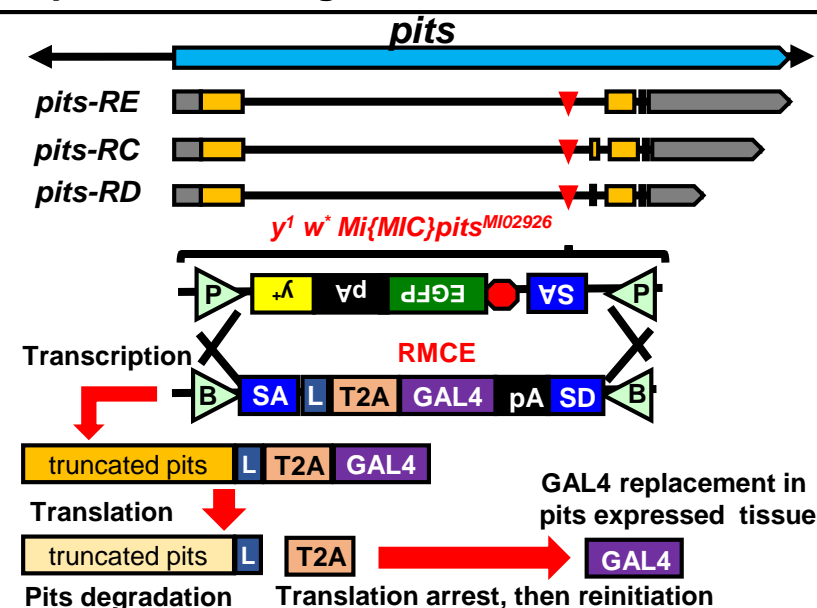 pits
pits-RE
pits-RC
pits-RD
y1 w* Mi{MIC}pitsMI02926
P y+ pA EGFP SA P
Transcription RMCE
B SA L T2A GAL4 pA SD B
truncated pits L T2A GAL4
GAL4 replacement in
Translation pits expressed tissue
truncated pits L T2A GAL4
Pits degradation Translation arrest, then reinitiation